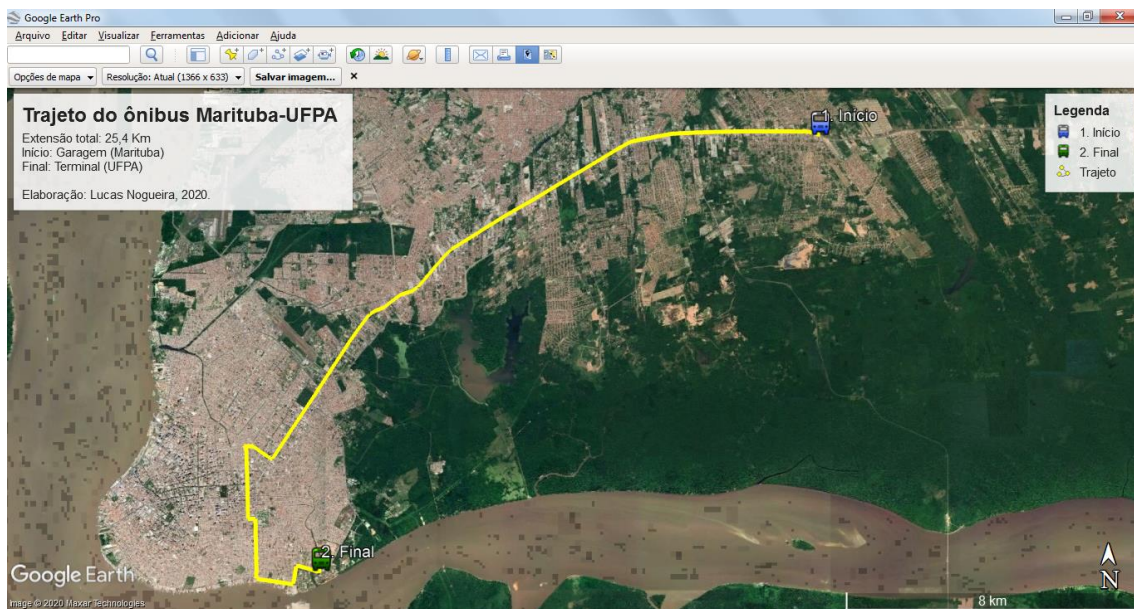 Google Earth Pro
Arquivo Editar Visualizar Ferramentas Adicionar Ajuda
Opções de mapa Resolução: Atual (1366 x 633) Salvar imagem... x
Trajeto do ônibus Marituba-UFPA
Extensão total: 25,4 Km
Início: Garagem (Marituba)
Final: Terminal (UFPA)
Elaboração: Lucas Nogueira, 2020.
1. Início
Legenda
1. Início
2. Final
Trajeto
2. Final
Google Earth
Image © 2020 Maxar Technologies
N
8 km